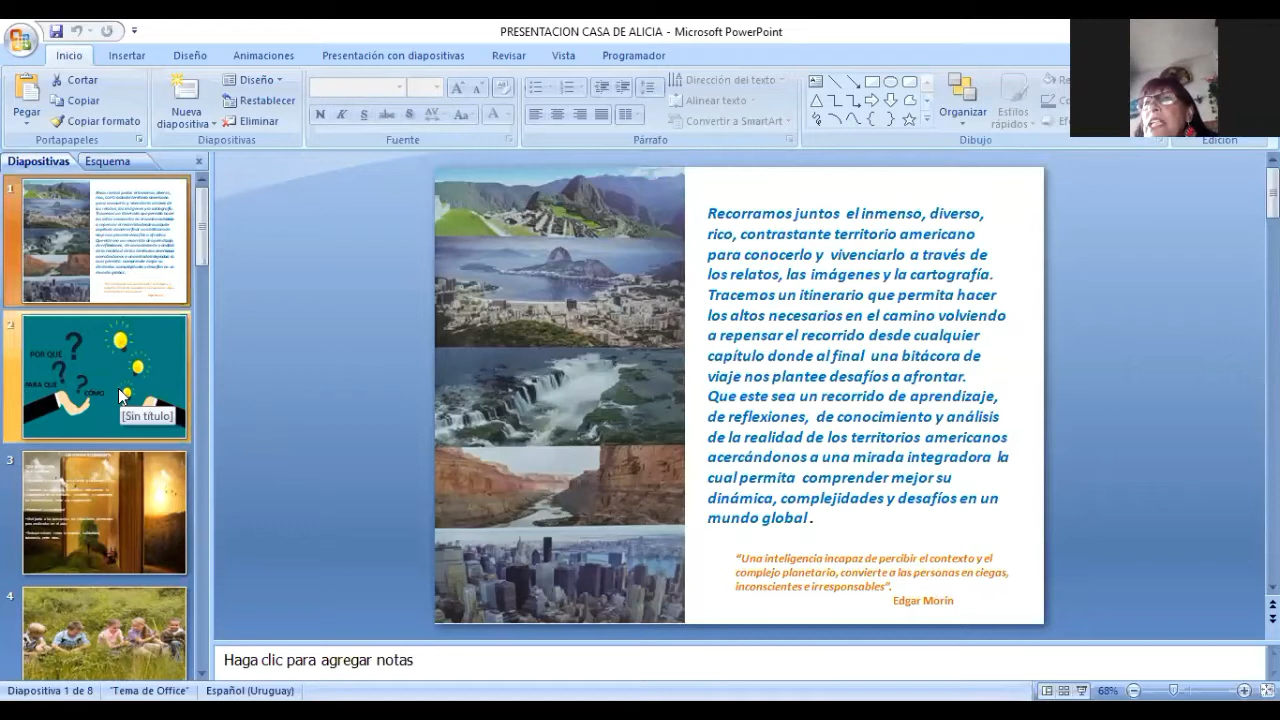 PRESENTACION CASA DE ALICIA - Microsoft PowerPoint
Inicio
Insertar
Diseño
Animaciones
Presentación con diapositivas
Revisar
Vista
Programador
Pegar
Cortar
Copiar
Copiar formato
Portapapeles
Nueva
diapositiva
Diseño
Restablecer
Eliminar
Diapositivas
Fuente
Dirección del texto
Alinear texto
Convertir a SmartArt
Párrafo
Organizar
Estilos
rápidos
Dibujo
Edición
Diapositivas
Esquema
1
2
POR QUE
PARA QUE
COMO
[Sin título]
3
4
Recorramos juntos el inmenso, diverso,
rico, contrastante territorio americano
para conocerlo y vivenciarlo a través de
los relatos, las imágenes y la cartografía.
Tracemos un itinerario que permita hacer
los altos necesarios en el camino volviendo
a repensar el recorrido desde cualquier
capítulo donde al final una bitácora de
viaje nos plantee desafíos a afrontar.
Que este sea un recorrido de aprendizaje,
de reflexiones, de conocimiento y análisis
de la realidad de los territorios americanos
acercándonos a una mirada integradora la
cual permita comprender mejor su
dinámica, complejidades y desafíos en un
mundo global .
“Una inteligencia incapaz de percibir el contexto y el
complejo planetario, convierte a las personas en ciegas,
inconscientes e irresponsables”.
Edgar Morín
Haga clic para agregar notas
Diapositiva 1 de 8
"Tema de Office"
Español (Uruguay)
68%